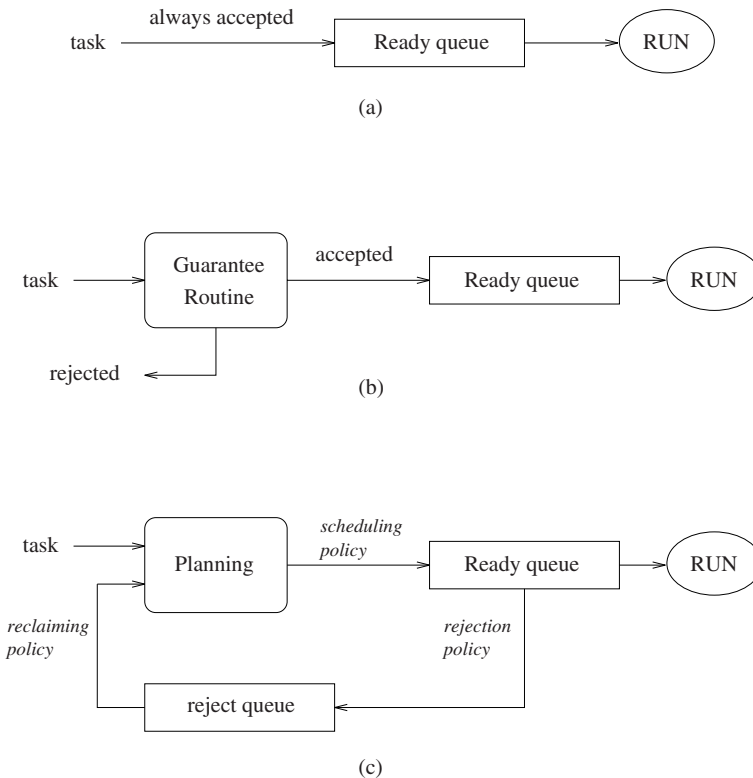 always accepted
task
Ready queue
RUN
(a)
task
Guarantee
Routine
accepted
Ready queue
RUN
rejected
(b)
task
Planning
scheduling
policy
Ready queue
RUN
reclaiming
policy
rejection
policy
reject queue
(c)